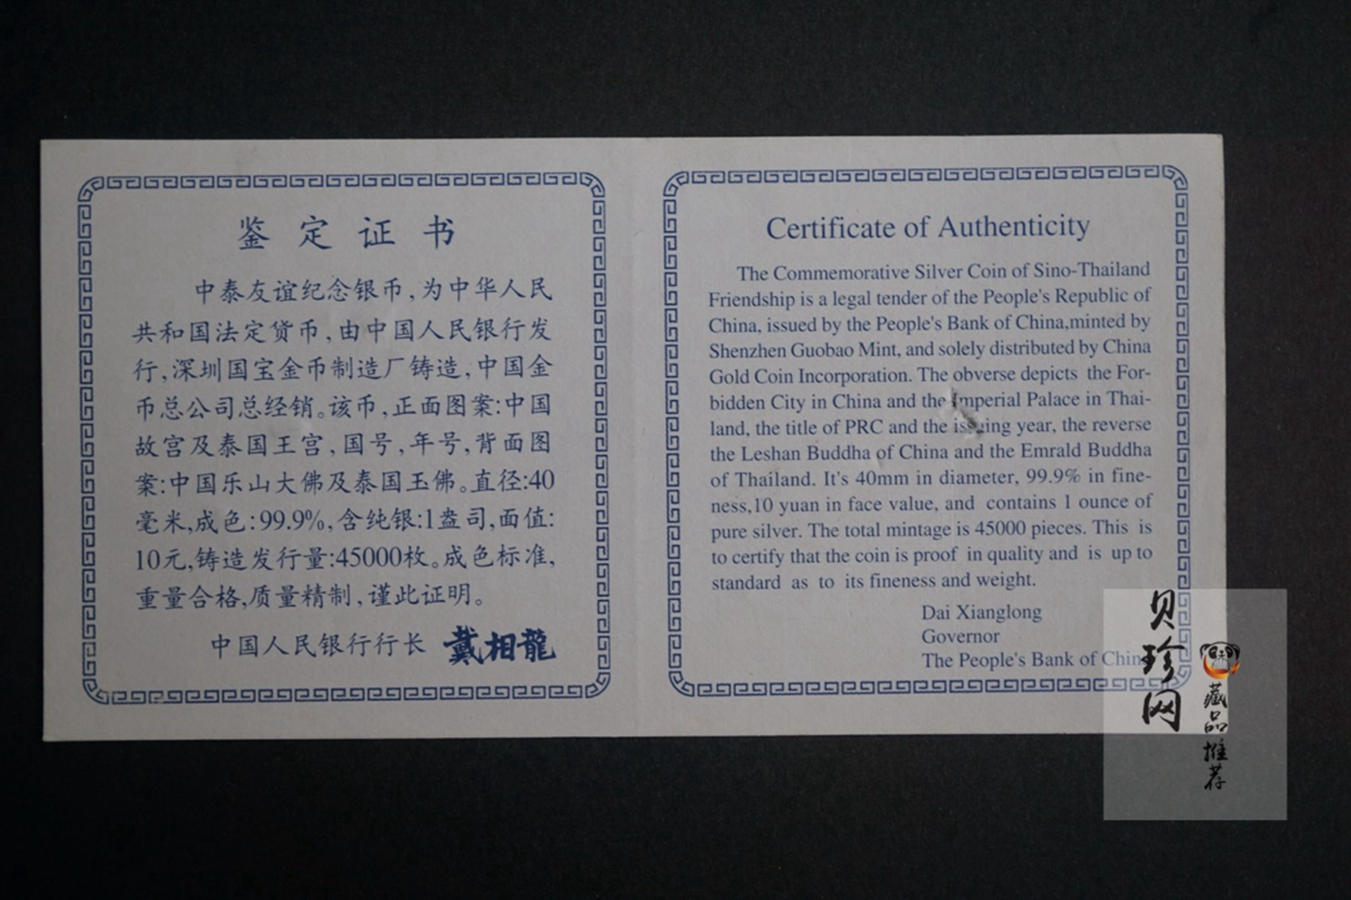 鉴定证书
中泰友谊纪念银币,为中华人民
共和国法定货币,由中国人民银行发
行,深圳国宝金币制造厂铸造,中国金
币总公司总经销。该币,正面图案:中国
故宫及泰国王宫,国号,年号,背面图
案:中国乐山大佛及泰国玉佛。直径:40
毫米,成色:99.9%,含纯银:1盎司,面值:
10元,铸造发行量:45000枚。成色标准,
重量合格,质量精制,谨此证明。
中国人民银行行长 戴相龍
Certificate of Authenticity
The Commemorative Silver Coin of Sino-Thailand
Friendship is a legal tender of the People's Republic of
China, issued by the People's Bank of China,minted by
Shenzhen Guobao Mint, and solely distributed by China
Gold Coin Incorporation. The obverse depicts the For-
bidden City in China and the Imperial Palace in Thai-
land, the title of PRC and the issuing year, the reverse
the Leshan Buddha of China and the Emrald Buddha
of Thailand. It's 40mm in diameter, 99.9% in fine-
ness,10 yuan in face value, and contains 1 ounce of
pure silver. The total mintage is 45000 pieces. This is
to certify that the coin is proof in quality and is up to
standard as to its fineness and weight.
Dai Xianglong
Governor
The People's Bank of China
贝珍网
藏品推荐